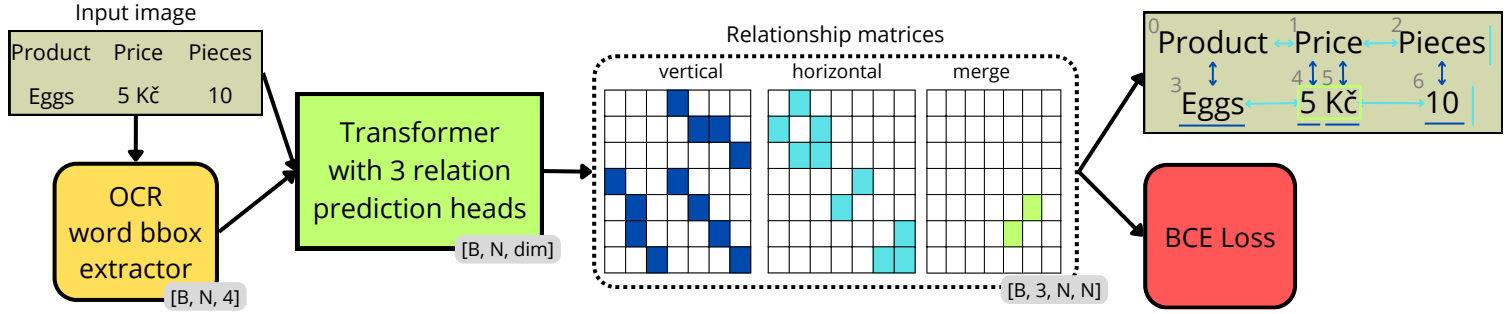 Input image
Product Price Pieces
Eggs 5 Kč 10
OCR
word bbox
extractor
[B, N, 4]
Transformer
with 3 relation
prediction heads
[B, N, dim]
Relationship matrices
vertical horizontal merge
[B, 3, N, N]
0 Product 1 Price 2 Pieces
3 Eggs 4 5 5 Kč 6 10
BCE Loss